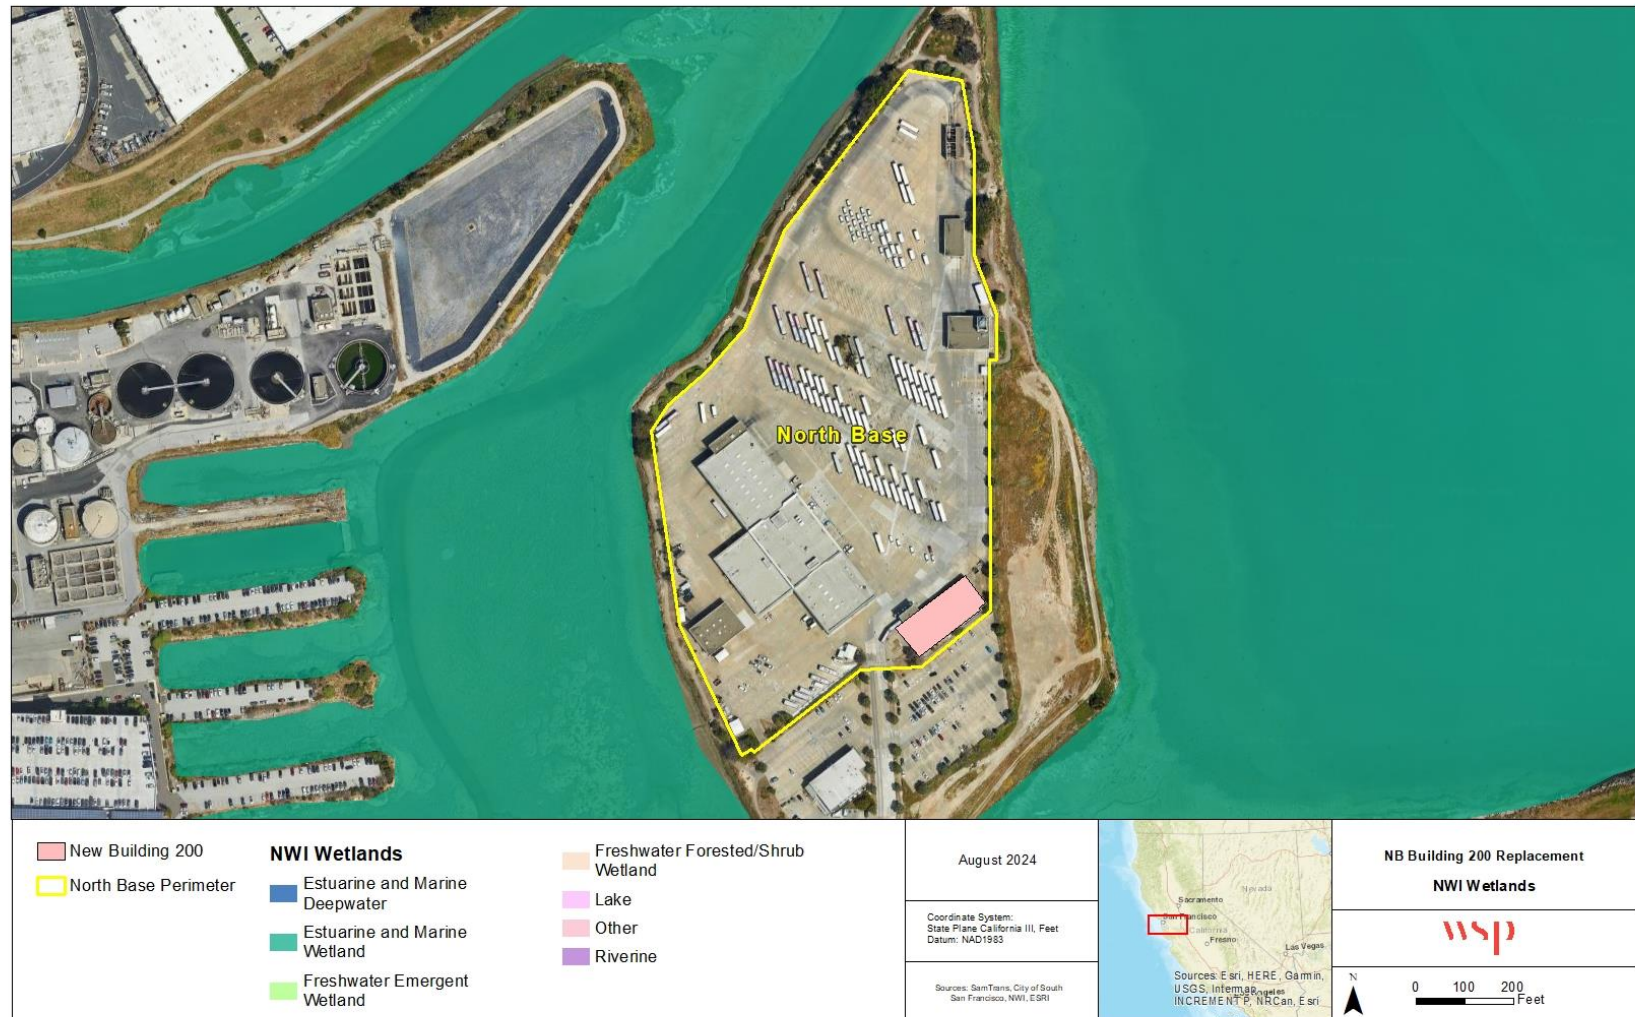 North Base
New Building 200
North Base Perimeter
NWI Wetlands
Estuarine and Marine
Deepwater
Estuarine and Marine
Wetland
Freshwater Emergent
Wetland
Freshwater Forested/Shrub
Wetland
Lake
Other
Riverine
August 2024
Coordinate System:
State Plane California III, Feet
Datum: NAD1983
Sources: SamTrans, City of South
San Francisco, NWI, ESRI
Nevada
Sacramento
San Francisco
California
Fresno
Las Vegas
Los Angeles
Sources: Esri, HERE, Garmin,
USGS, Intermap,
INCREMENT P, NRCan, Esri
NB Building 200 Replacement
NWI Wetlands
wsp
N
0 100 200
Feet